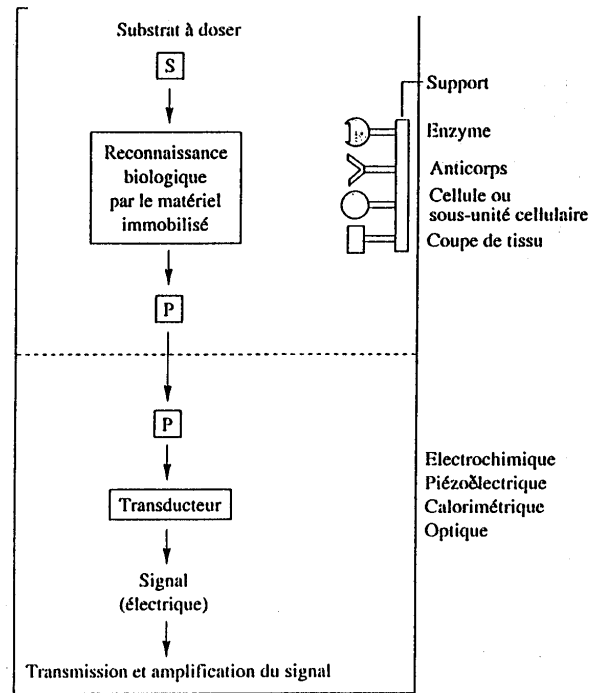 Substrat à doser
S
Reconnaissance
biologique
par le matériel
immobilisé
P
Support
Enzyme
Anticorps
Cellule ou
sous-unité cellulaire
Coupe de tissu
P
Transducteur
Signal
(électrique)
Transmission et amplification du signal
Electrochimique
Piézoèlectrique
Calorimétrique
Optique